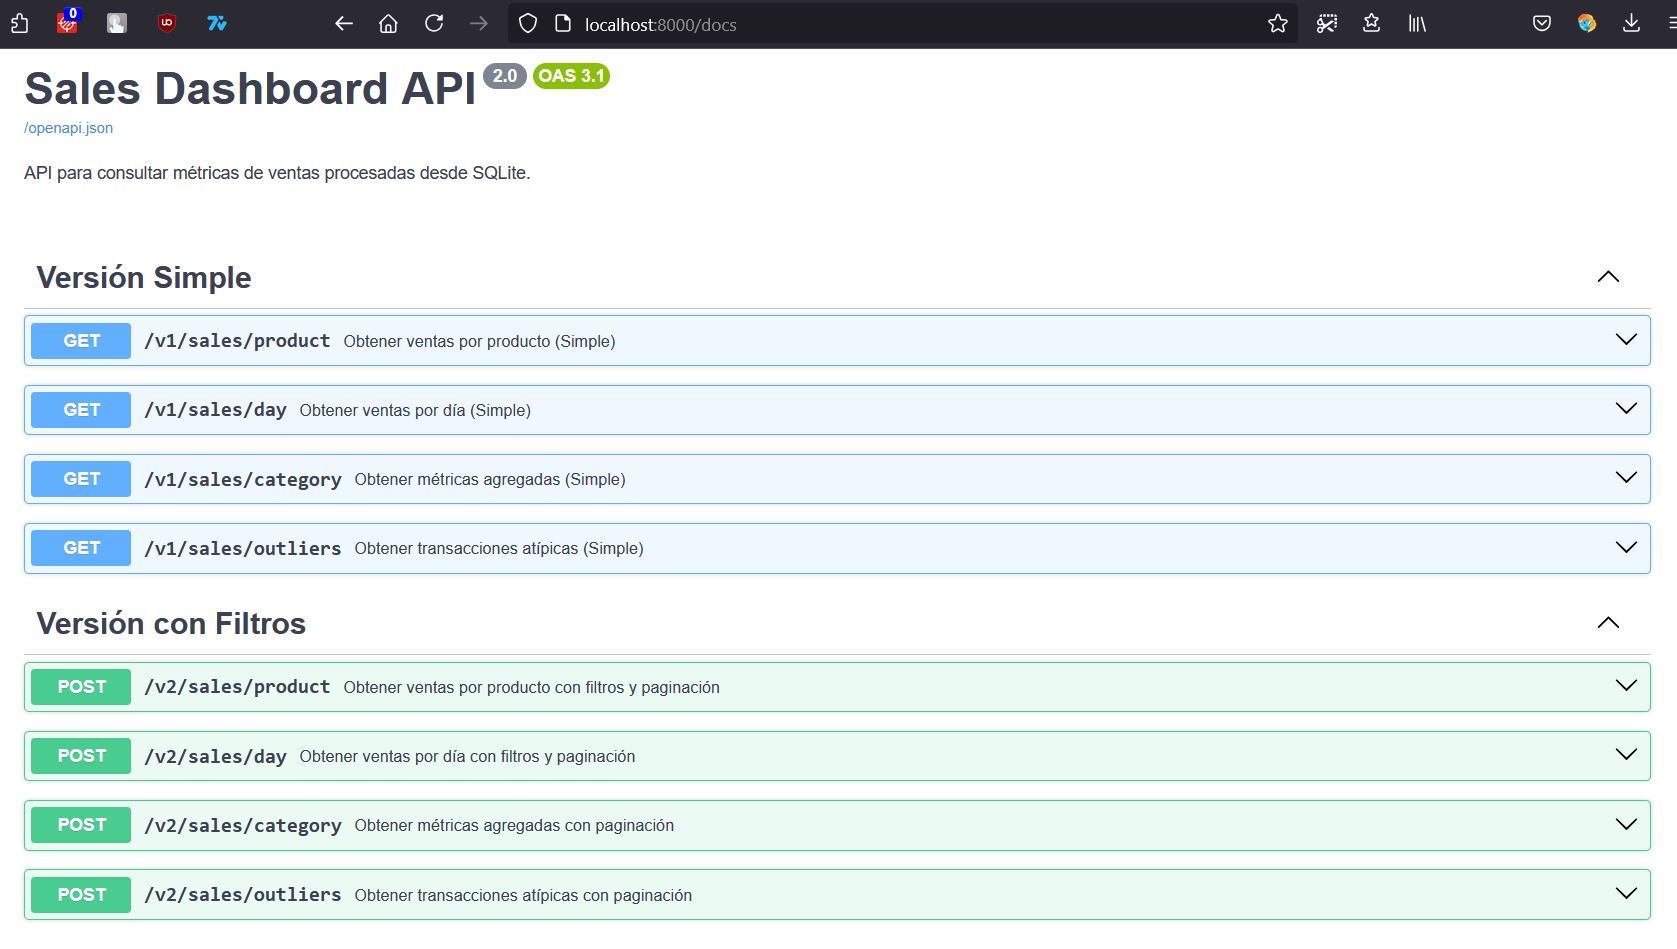 0
localhost:8000/docs
Sales Dashboard API 2.0 OAS 3.1
/openapi.json
API para consultar métricas de ventas procesadas desde SQLite.
Versión Simple
GET /v1/sales/product Obtener ventas por producto (Simple)
GET /v1/sales/day Obtener ventas por día (Simple)
GET /v1/sales/category Obtener métricas agregadas (Simple)
GET /v1/sales/outliers Obtener transacciones atípicas (Simple)
Versión con Filtros
POST /v2/sales/product Obtener ventas por producto con filtros y paginación
POST /v2/sales/day Obtener ventas por día con filtros y paginación
POST /v2/sales/category Obtener métricas agregadas con paginación
POST /v2/sales/outliers Obtener transacciones atípicas con paginación